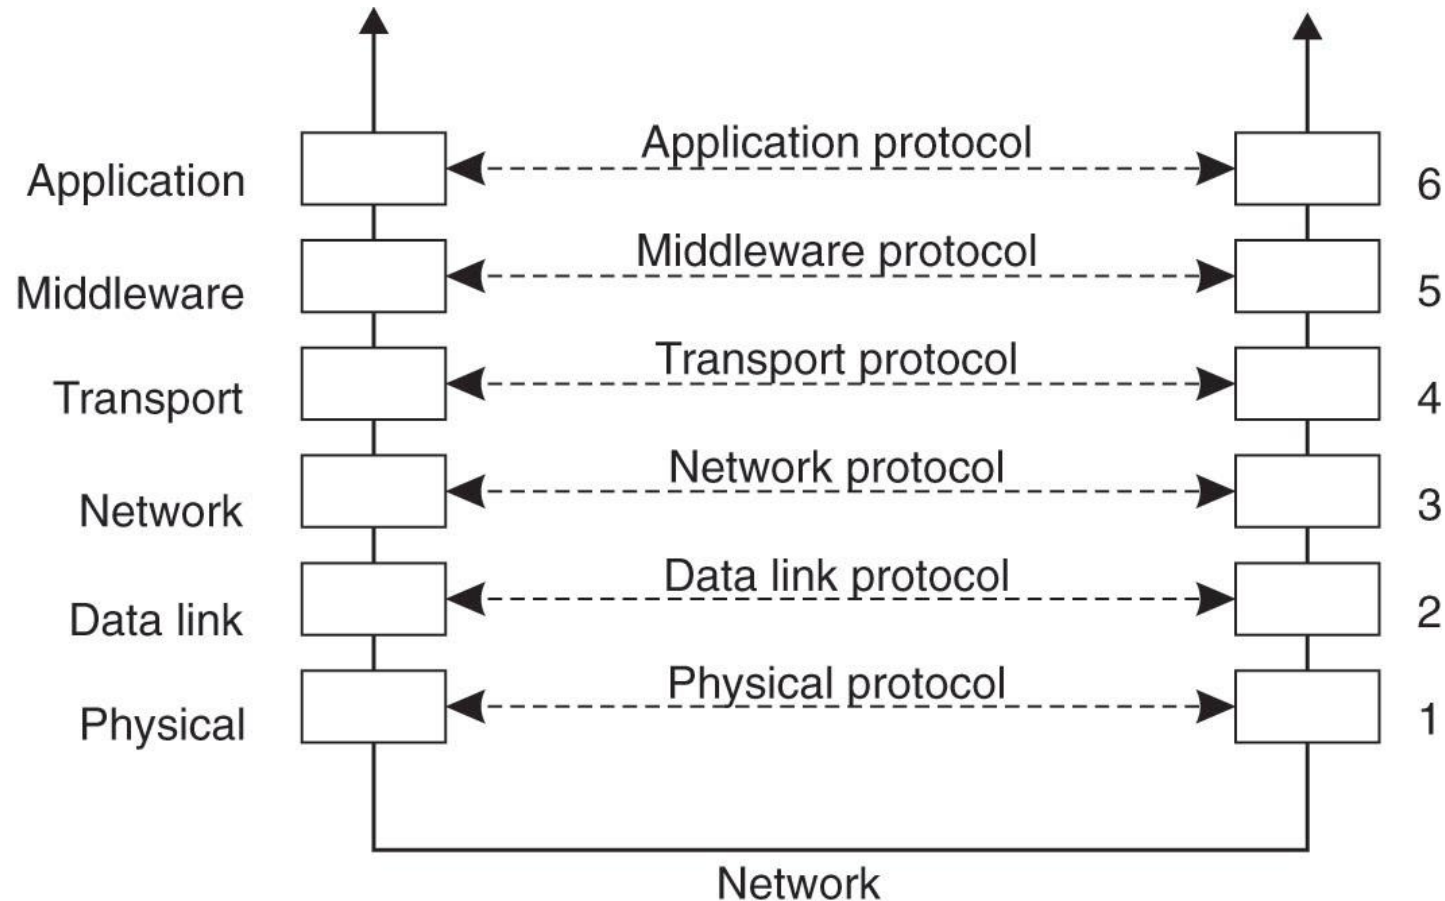 Application protocol
Application
6
Middleware protocol
Middleware
5
Transport protocol
Transport
4
Network protocol
Network
3
Data link protocol
Data link
2
Physical protocol
Physical
1
Network